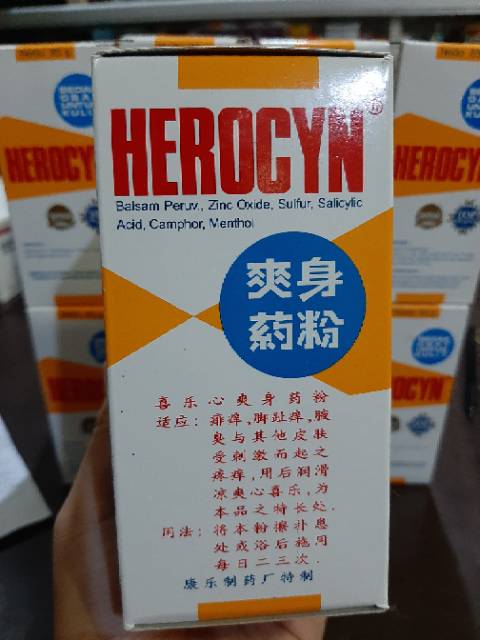 HEROCYN®
Balsam Peruv., Zinc Oxide, Sulfur, Salicylic
Acid, Camphor, Menthol
爽身
药粉
喜乐心爽身药粉
适应：痱痒，脚趾痒，腋
臭与其他皮肤
受刺激而起之
疼痒，用后润滑
凉爽心喜乐，为
本品之特长处．
用法：将本粉擦扑患
处或浴后施用
每日二三次．
康乐制药厂特制
HEROCYN
HEROCYN
HEROCYN
HEROCYN